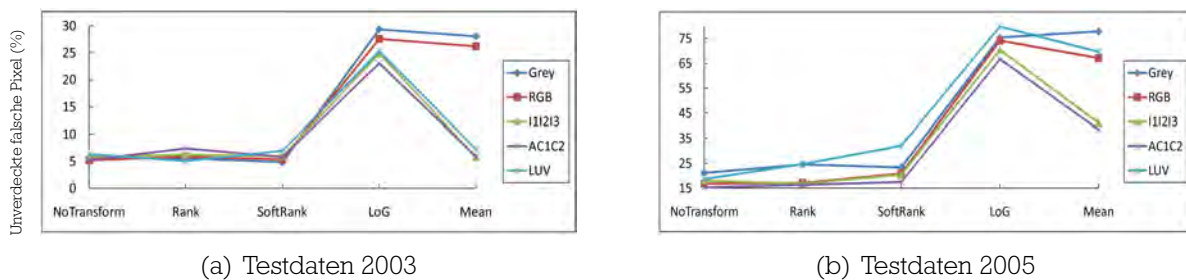 Unverdeckte falsche Pixel (%)
30
25
20
15
10
5
0
NoTransform Rank SoftRank LoG Mean
Grey
RGB
I1I2I3
AC1C2
LUV
(a) Testdaten 2003
75
65
55
45
35
25
15
NoTransform Rank SoftRank LoG Mean
Grey
RGB
I1I2I3
AC1C2
LUV
(b) Testdaten 2005